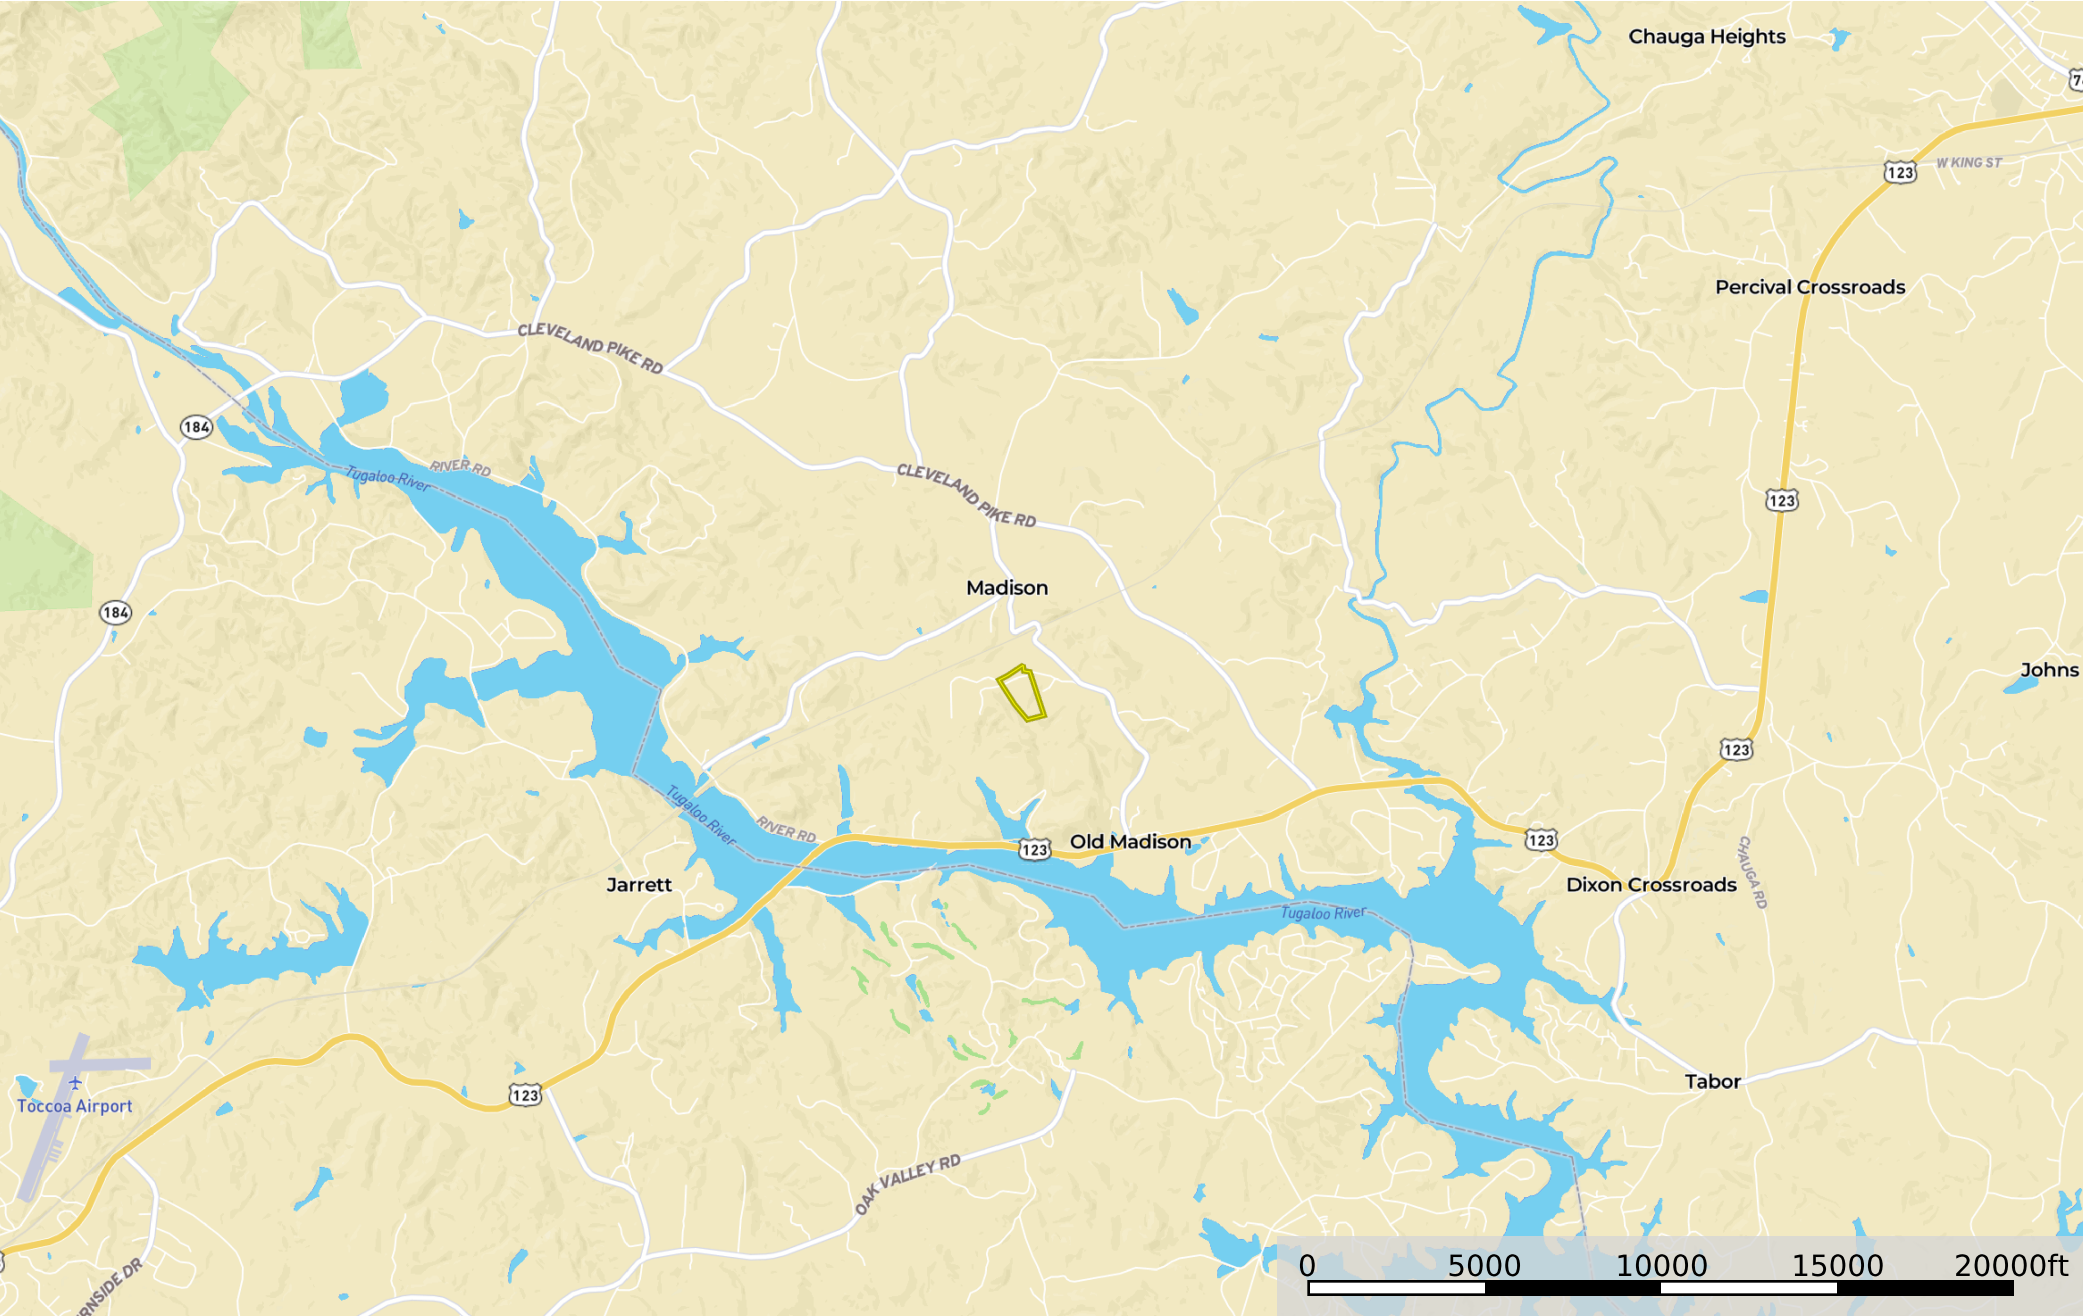 Chauga Heights
123
W KING ST
Percival Crossroads
CLEVELAND PIKE RD
184
RIVER RD
Tugaloo River
CLEVELAND PIKE RD
123
Madison
184
Johns
123
Tugaloo River
RIVER RD
123
Old Madison
123
CHAUGA RD
Jarrett
Dixon Crossroads
Tugaloo River
Tabor
Toccoa Airport
123
OAK VALLEY RD
RNSIDE DR
0 5000 10000 15000 20000ft